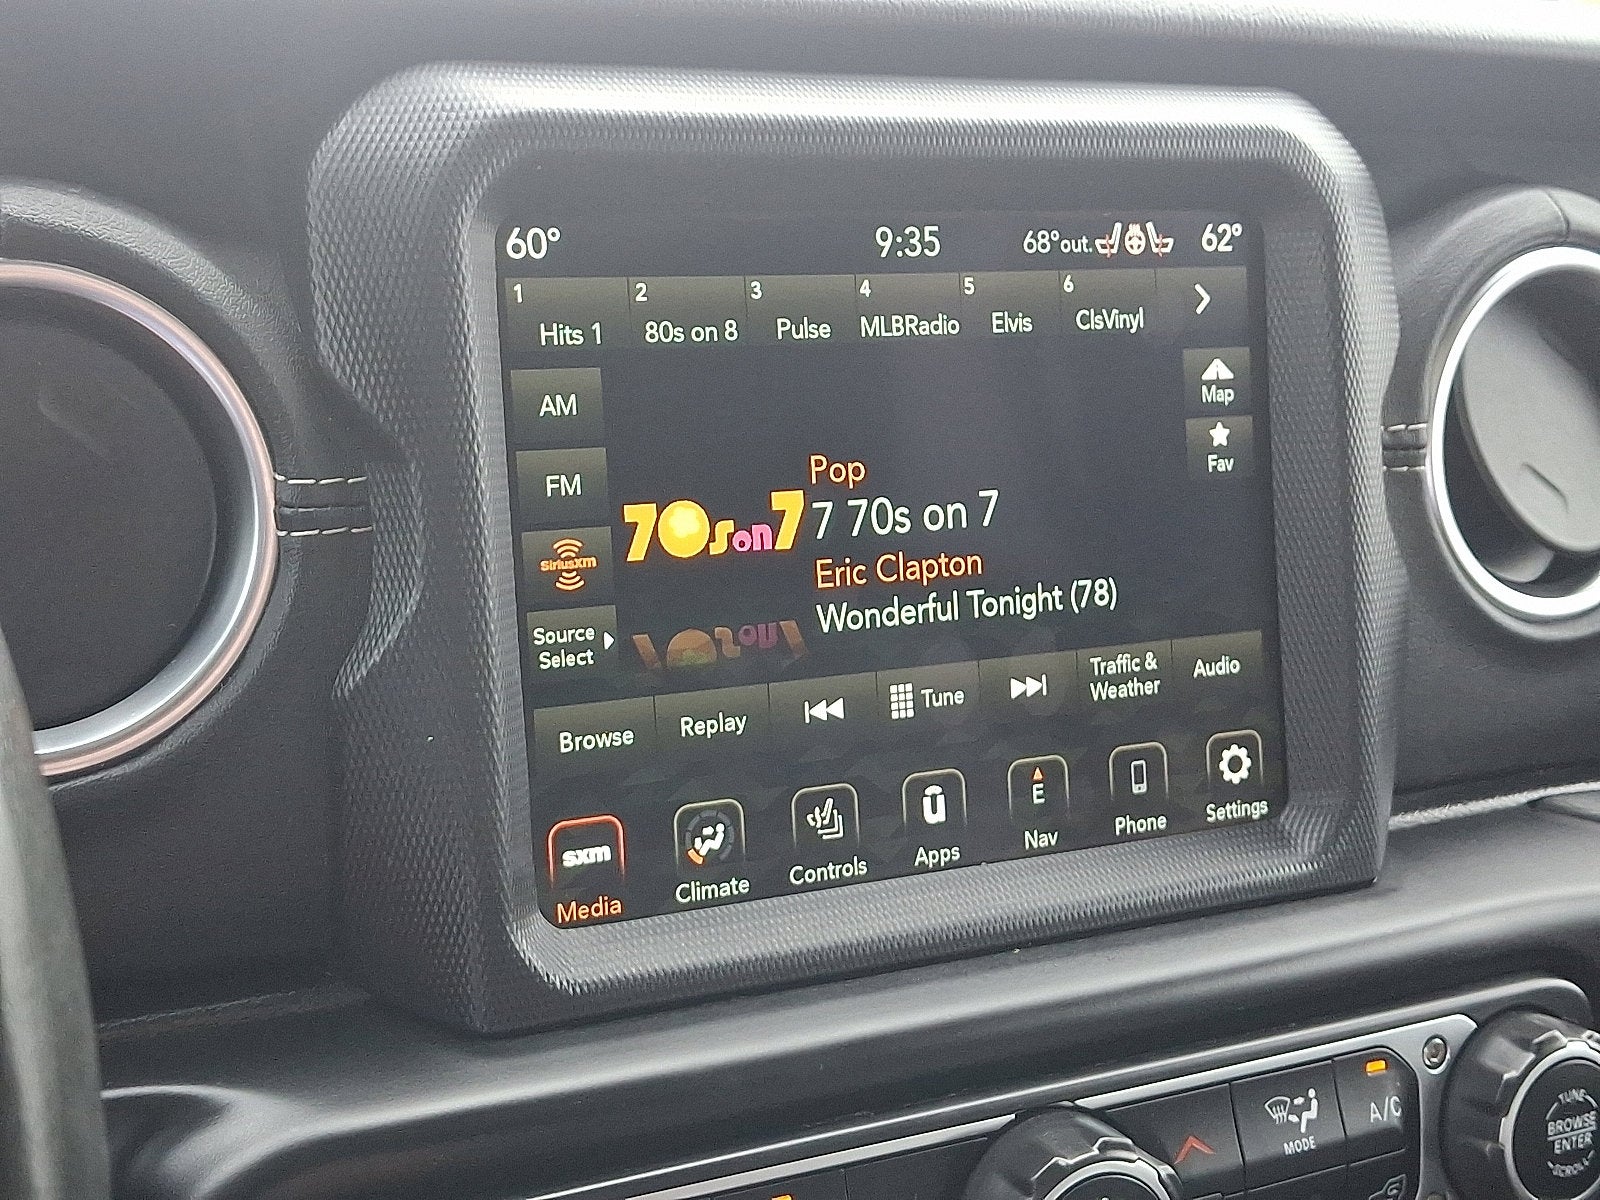 60° 9:35 68°out. 62°
1 2 3 4 5 6
Hits 1 80s on 8 Pulse MLBRadio Elvis ClsVinyl
Map
AM
Fav
FM
Pop
70s on 7 7 70s on 7
siriusxm
Eric Clapton
Wonderful Tonight (78)
Source
Select
Browse Replay Tune Traffic &
Weather Audio
sxm ū E
Media Climate Controls Apps Nav Phone Settings
MODE A/C
TUNE
BROWSE
ENTER
SCROLL